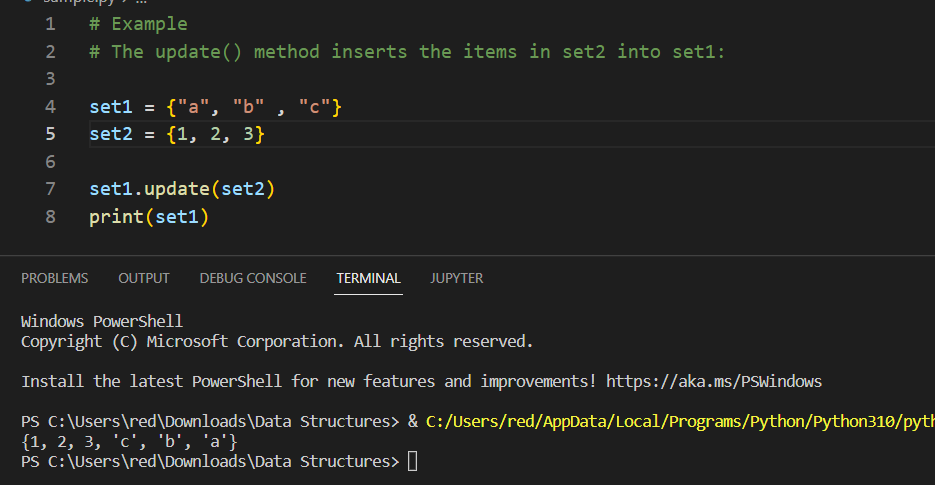 sample.py > ...
1 # Example
2 # The update() method inserts the items in set2 into set1:
3
4 set1 = {"a", "b" , "c"}
5 set2 = {1, 2, 3}
6
7 set1.update(set2)
8 print(set1)
PROBLEMS OUTPUT DEBUG CONSOLE TERMINAL JUPYTER
Windows PowerShell
Copyright (C) Microsoft Corporation. All rights reserved.
Install the latest PowerShell for new features and improvements! https://aka.ms/PSWindows
PS C:\Users\red\Downloads\Data Structures> & C:/Users/red/AppData/Local/Programs/Python/Python310/pyth
{1, 2, 3, 'c', 'b', 'a'}
PS C:\Users\red\Downloads\Data Structures>